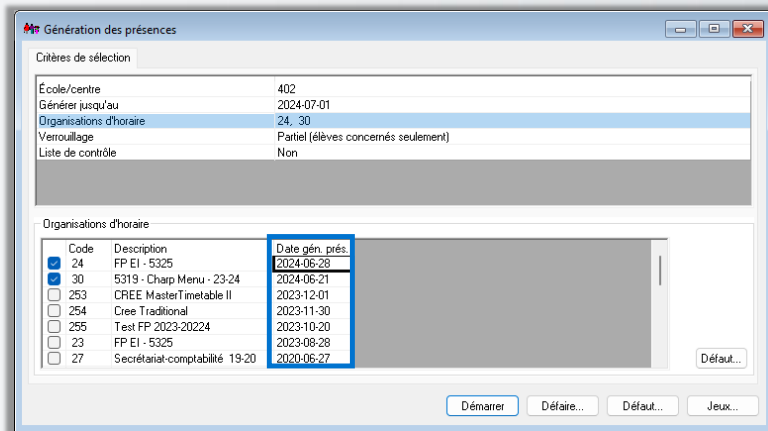 Génération des présences
Critères de sélection
École/centre 402
Générer jusqu'au 2024-07-01
Organisations d'horaire 24, 30
Verrouillage Partiel (élèves concernés seulement)
Liste de contrôle Non
Organisations d'horaire
Code Description Date gén. prés.
24 FP EI - 5325 2024-06-28
30 5319 - Charp Menu - 23-24 2024-06-21
253 CREE MasterTimetable II 2023-12-01
254 Cree Traditional 2023-11-30
255 Test FP 2023-20224 2023-10-20
23 FP EI - 5325 2023-08-28
27 Secrétariat-comptabilité 19-20 2020-06-27
Défaut...
Démarrer Défaire... Défaut... Jeux...